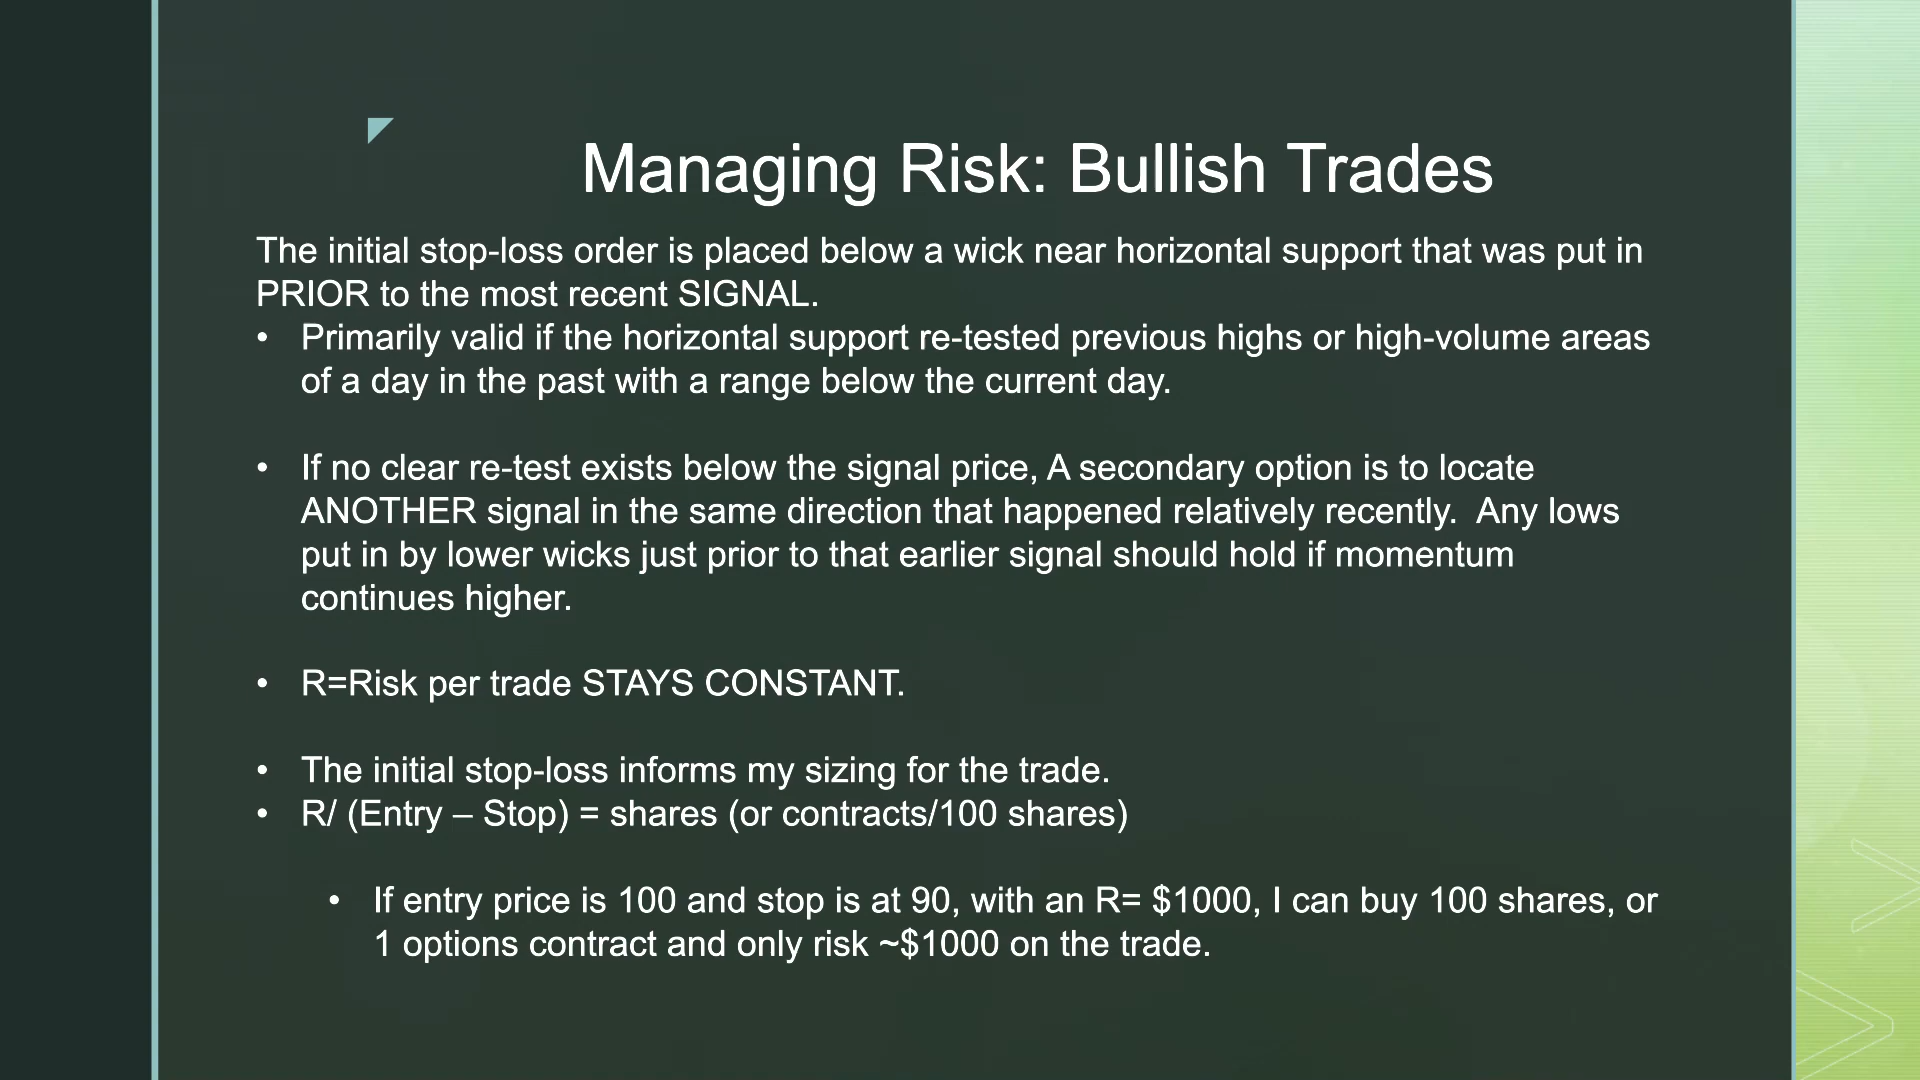 Managing Risk: Bullish Trades
The initial stop-loss order is placed below a wick near horizontal support that was put in
PRIOR to the most recent SIGNAL.
• Primarily valid if the horizontal support re-tested previous highs or high-volume areas
of a day in the past with a range below the current day.
• If no clear re-test exists below the signal price, A secondary option is to locate
ANOTHER signal in the same direction that happened relatively recently.  Any lows
put in by lower wicks just prior to that earlier signal should hold if momentum
continues higher.
• R=Risk per trade STAYS CONSTANT.
• The initial stop-loss informs my sizing for the trade.
• R/ (Entry – Stop) = shares (or contracts/100 shares)
• If entry price is 100 and stop is at 90, with an R= $1000, I can buy 100 shares, or
1 options contract and only risk ~$1000 on the trade.